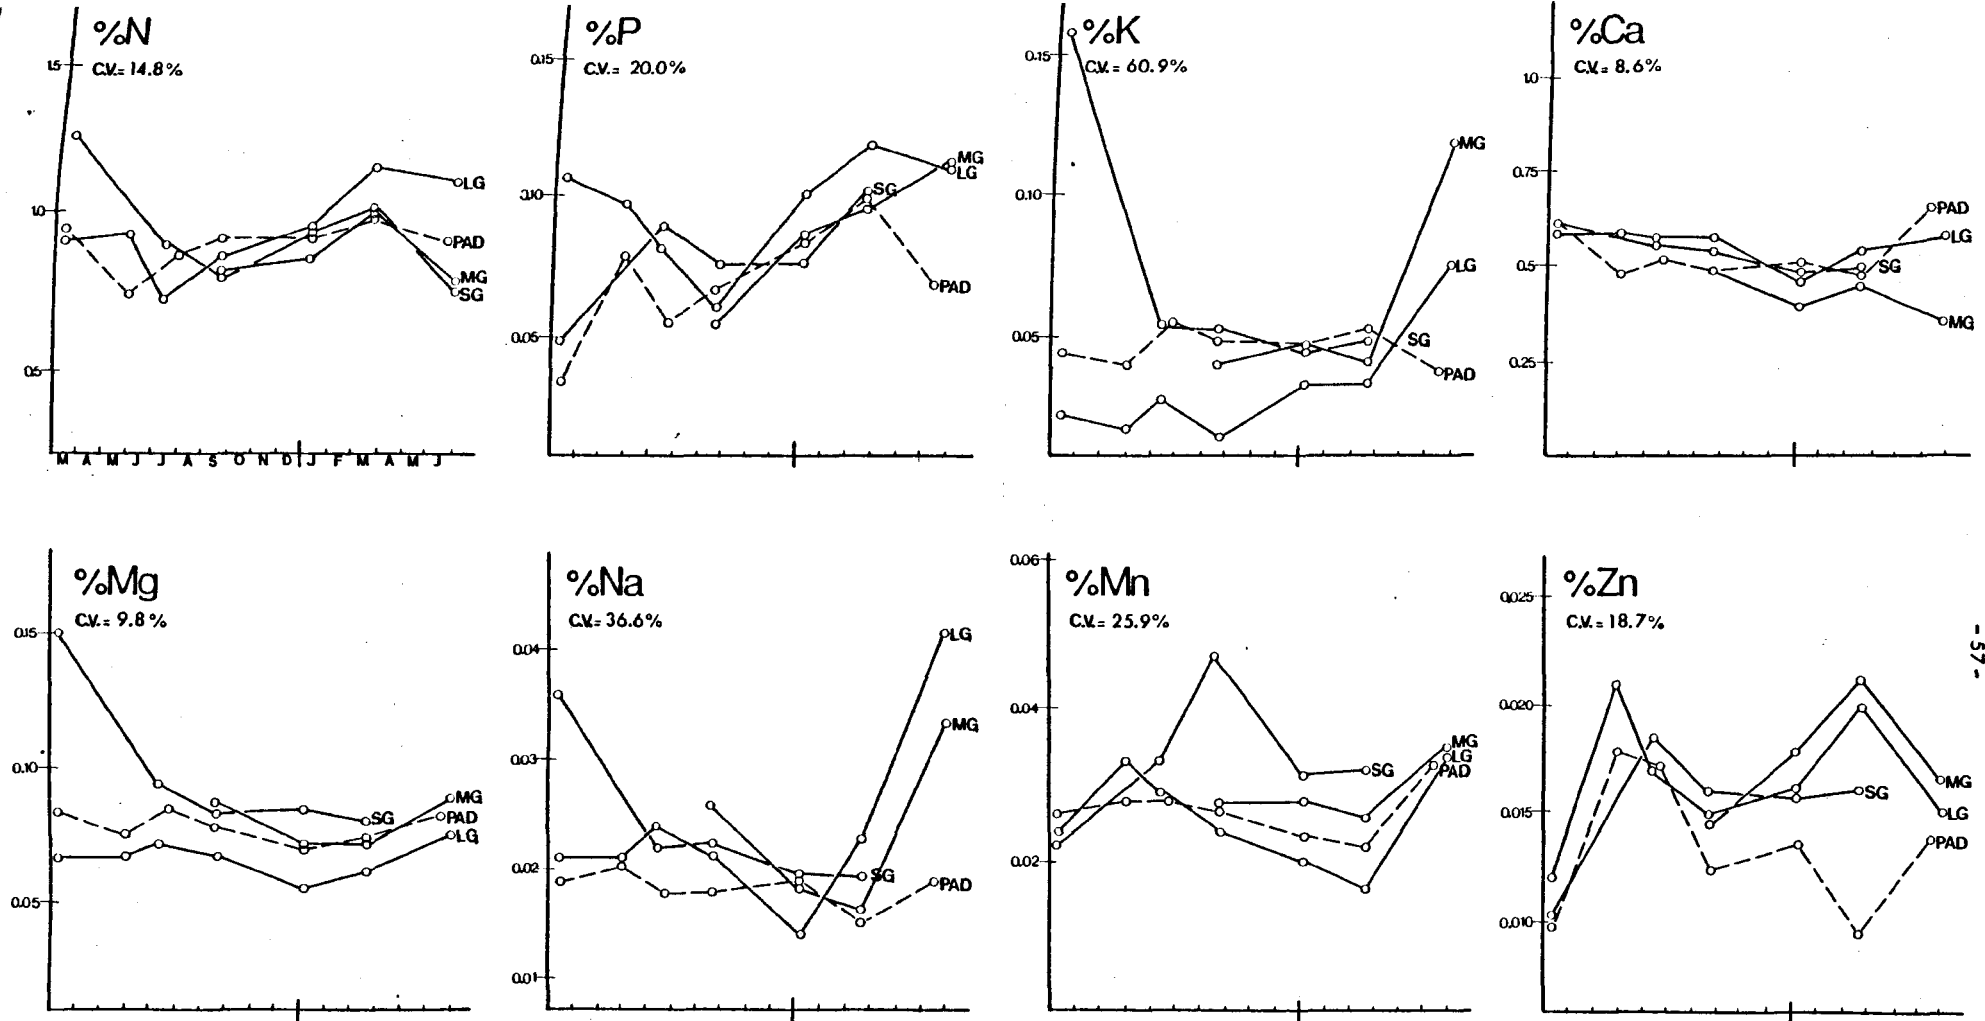 %N
C.V.= 14.8%
1.5
1.0
0.5
LG
PAD
MG
SG
M A M J J A S O N D J F M A M J
%P
C.V.= 20.0%
0.15
0.10
0.05
MG
LG
SG
PAD
%K
C.V.= 60.9%
0.15
0.10
0.05
MG
LG
SG
PAD
%Ca
C.V.= 8.6%
1.0
0.75
0.5
0.25
PAD
LG
SG
MG
%Mg
C.V.= 9.8%
0.15
0.10
0.05
SG
MG
PAD
LG
%Na
C.V.= 36.6%
0.04
0.03
0.02
0.01
LG
MG
SG
PAD
%Mn
C.V.= 25.9%
0.06
0.04
0.02
MG
LG
PAD
SG
%Zn
C.V.= 18.7%
0.025
0.020
0.015
0.010
MG
SG
LG
PAD
- 57 -